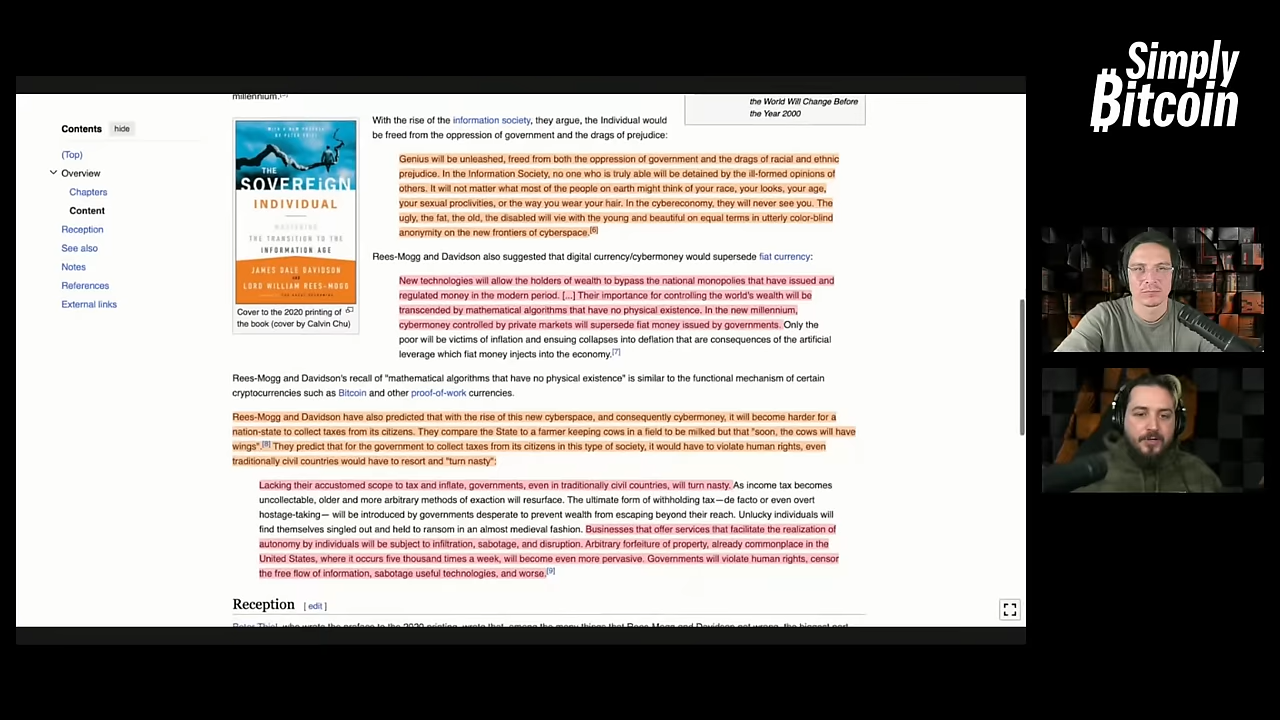 Simply
Bitcoin
the World Will Change Before
the Year 2000
Contents
hide
(Top)
Overview
Chapters
Content
Reception
See also
Notes
References
External links
millennium.
THE
SOVEREIGN
INDIVIDUAL
MASTERING
THE TRANSITION TO THE
INFORMATION AGE
JAMES DALE DAVIDSON
AND
LORD WILLIAM REES-MOGG
Cover to the 2020 printing of
the book (cover by Calvin Chu)
With the rise of the information society, they argue, the Individual would
be freed from the oppression of government and the drags of prejudice:
Genius will be unleashed, freed from both the oppression of government and the drags of racial and ethnic
prejudice. In the Information Society, no one who is truly able will be detained by the ill-formed opinions of
others. It will not matter what most of the people on earth might think of your race, your looks, your age,
your sexual proclivities, or the way you wear your hair. In the cybereconomy, they will never see you. The
ugly, the fat, the old, the disabled will vie with the young and beautiful on equal terms in utterly color-blind
anonymity on the new frontiers of cyberspace.[6]
Rees-Mogg and Davidson also suggested that digital currency/cybermoney would supersede fiat currency:
New technologies will allow the holders of wealth to bypass the national monopolies that have issued and
regulated money in the modern period. [...] Their importance for controlling the world's wealth will be
transcended by mathematical algorithms that have no physical existence. In the new millennium,
cybermoney controlled by private markets will supersede fiat money issued by governments. Only the
poor will be victims of inflation and ensuing collapses into deflation that are consequences of the artificial
leverage which fiat money injects into the economy.[7]
Rees-Mogg and Davidson's recall of "mathematical algorithms that have no physical existence" is similar to the functional mechanism of certain
cryptocurrencies such as Bitcoin and other proof-of-work currencies.
Rees-Mogg and Davidson have also predicted that with the rise of this new cyberspace, and consequently cybermoney, it will become harder for a
nation-state to collect taxes from its citizens. They compare the State to a farmer keeping cows in a field to be milked but that "soon, the cows will have
wings".[8] They predict that for the government to collect taxes from its citizens in this type of society, it would have to violate human rights, even
traditionally civil countries would have to resort and "turn nasty":
Lacking their accustomed scope to tax and inflate, governments, even in traditionally civil countries, will turn nasty. As income tax becomes
uncollectable, older and more arbitrary methods of exaction will resurface. The ultimate form of withholding tax—de facto or even overt
hostage-taking— will be introduced by governments desperate to prevent wealth from escaping beyond their reach. Unlucky individuals will
find themselves singled out and held to ransom in an almost medieval fashion. Businesses that offer services that facilitate the realization of
autonomy by individuals will be subject to infiltration, sabotage, and disruption. Arbitrary forfeiture of property, already commonplace in the
United States, where it occurs five thousand times a week, will become even more pervasive. Governments will violate human rights, censor
the free flow of information, sabotage useful technologies, and worse.[9]
Reception [ edit ]
Peter Thiel, who wrote the preface to the 2020 printing, wrote that, among the many things that Rees-Mogg and Davidson got wrong, the biggest part